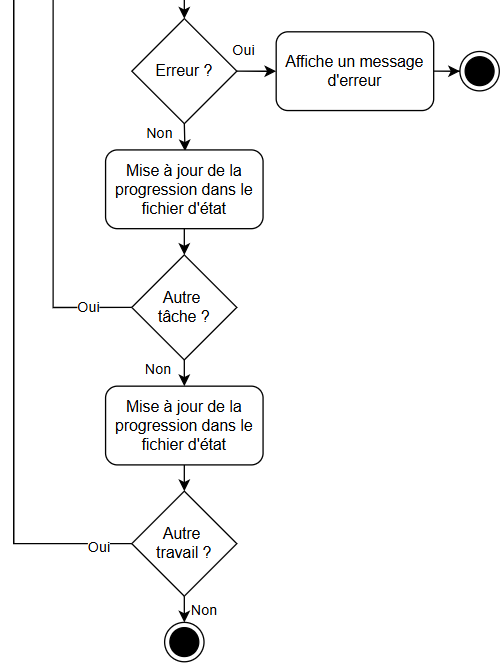 Erreur ?
Oui
Affiche un message
d'erreur
Non
Mise à jour de la
progression dans le
fichier d'état
Autre
tâche ?
Oui
Non
Mise à jour de la
progression dans le
fichier d'état
Autre
travail ?
Oui
Non